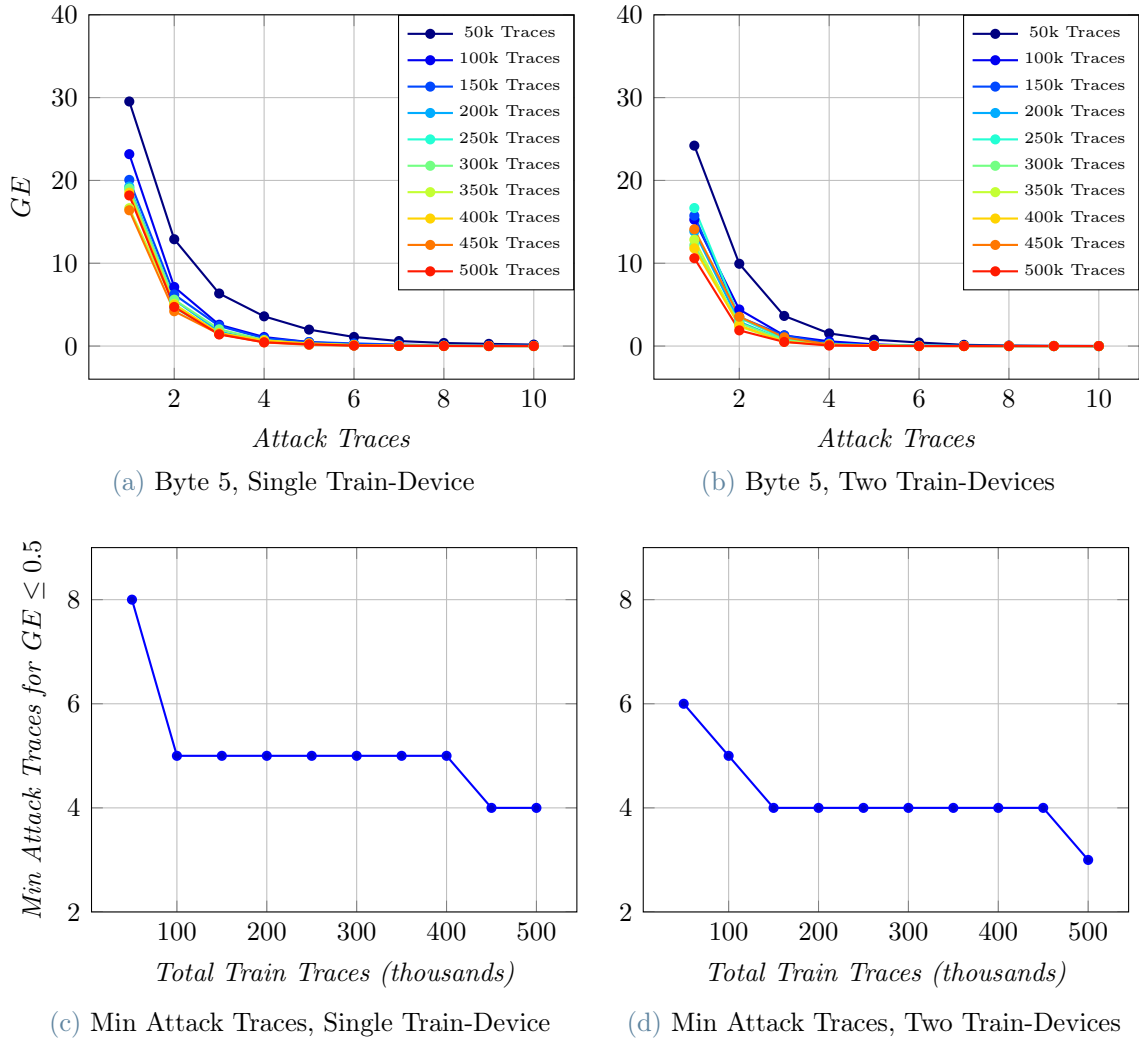 40
30
20
10
0
GE
2 4 6 8 10
Attack Traces
50k Traces
100k Traces
150k Traces
200k Traces
250k Traces
300k Traces
350k Traces
400k Traces
450k Traces
500k Traces
(a) Byte 5, Single Train-Device
40
30
20
10
0
2 4 6 8 10
Attack Traces
50k Traces
100k Traces
150k Traces
200k Traces
250k Traces
300k Traces
350k Traces
400k Traces
450k Traces
500k Traces
(b) Byte 5, Two Train-Devices
Min Attack Traces for GE ≤ 0.5
8
6
4
2
100 200 300 400 500
Total Train Traces (thousands)
(c) Min Attack Traces, Single Train-Device
8
6
4
2
100 200 300 400 500
Total Train Traces (thousands)
(d) Min Attack Traces, Two Train-Devices